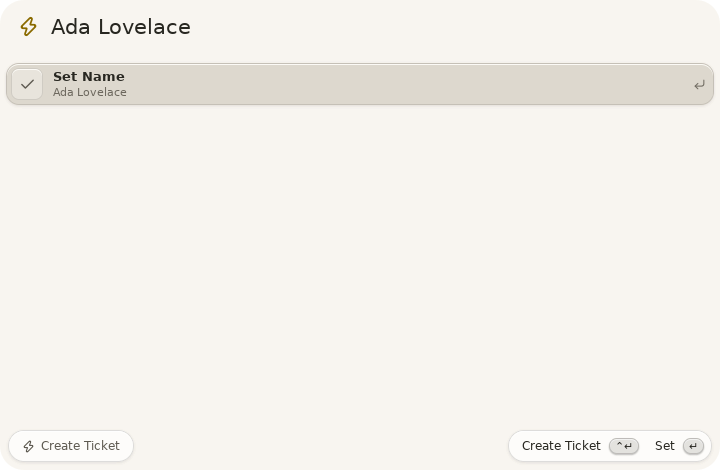 Ada Lovelace
Set Name
Ada Lovelace
Create Ticket
Create Ticket ⌃↵ Set ↵